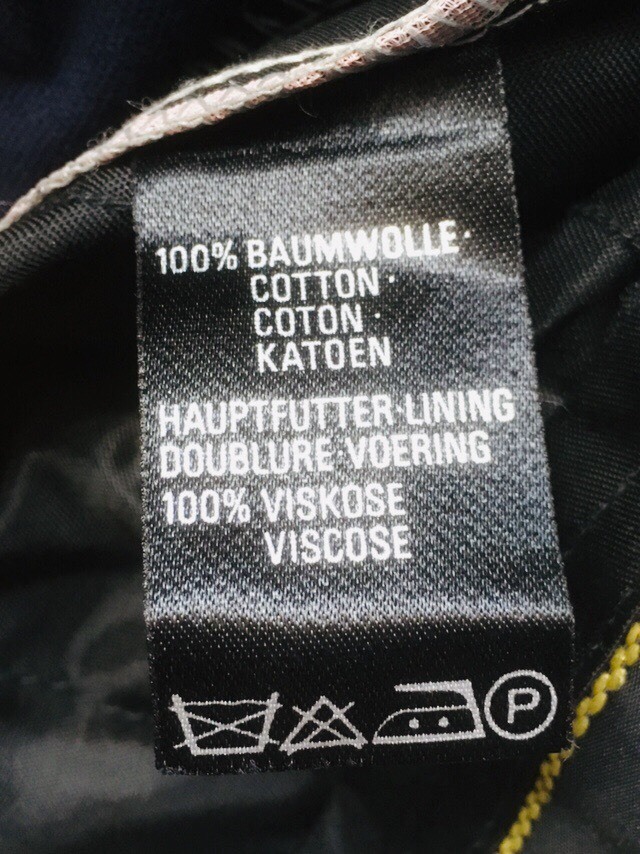 100% BAUMWOLLE·
COTTON·
COTON·
KATOEN
HAUPTFUTTER·LINING
DOUBLURE·VOERING
100% VISKOSE
VISCOSE
P